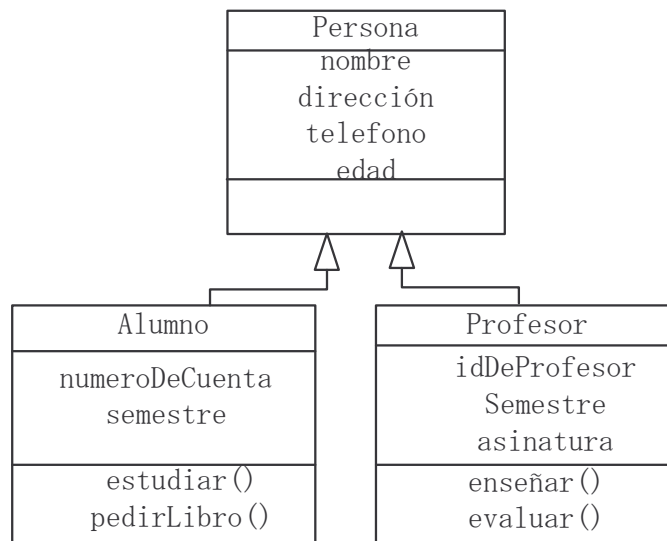 Persona
nombre
dirección
telefono
edad
Alumno
numeroDeCuenta
semestre
estudiar()
pedirLibro()
Profesor
idDeProfesor
Semestre
asinatura
enseñar()
evaluar()